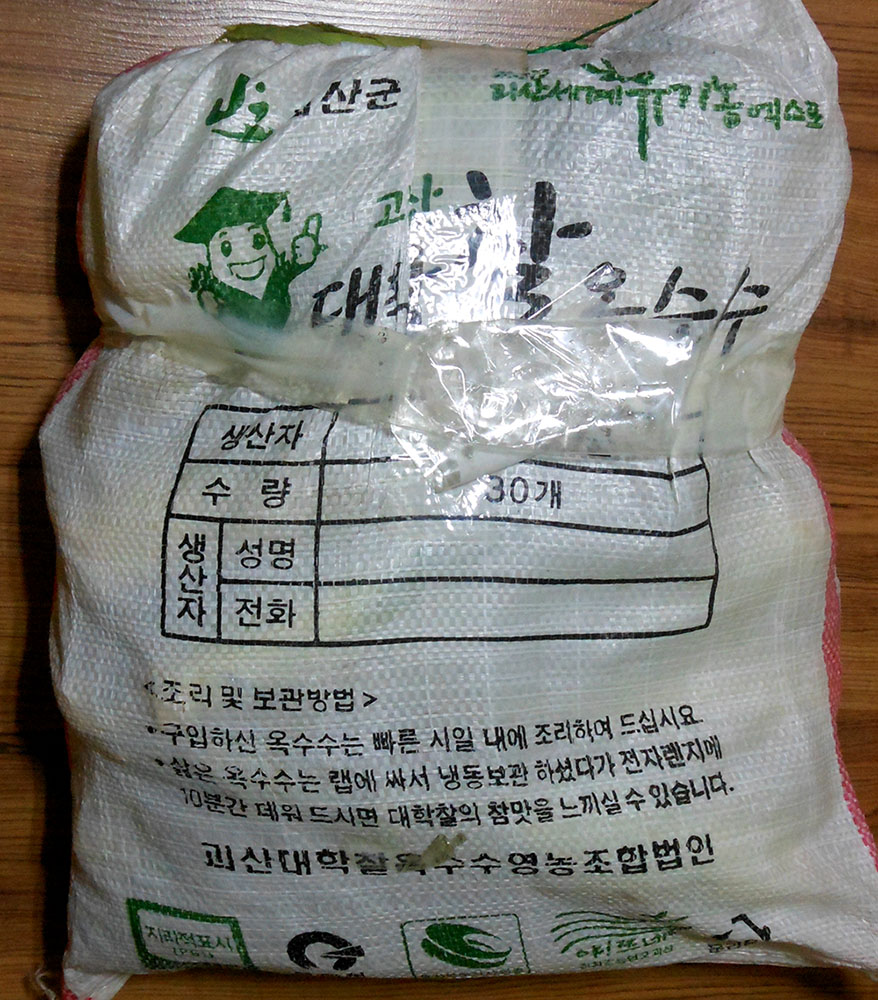 산군
괴산세계유기농엑스포
괴산
대학찰옥수수
생산자
수 량 30개
생산자
성명
전화
<조리 및 보관방법>
• 구입하신 옥수수는 빠른 시일 내에 조리하여 드십시요.
• 삶은 옥수수는 랩에 싸서 냉동보관 하셨다가 전자렌지에
10분간 데워 드시면 대학찰의 참맛을 느끼실 수 있습니다.
괴산대학찰옥수수영농조합법인
지리적표시
(PGI)